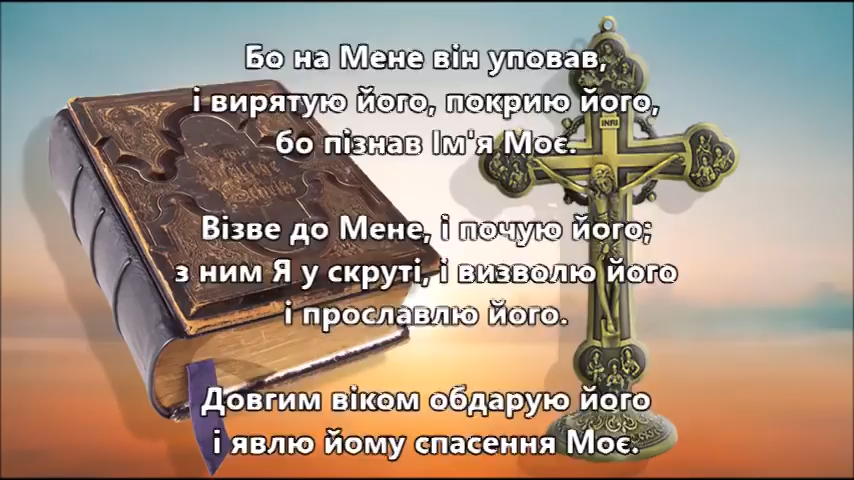 Бо на Мене він уповав,
і вирятую його, покрию його,
бо пізнав Ім'я Моє.
Візве до Мене, і почую його;
з ним Я у скруті, і визволю його
і прославлю його.
Довгим віком обдарую його
і явлю йому спасення Моє.
INRI